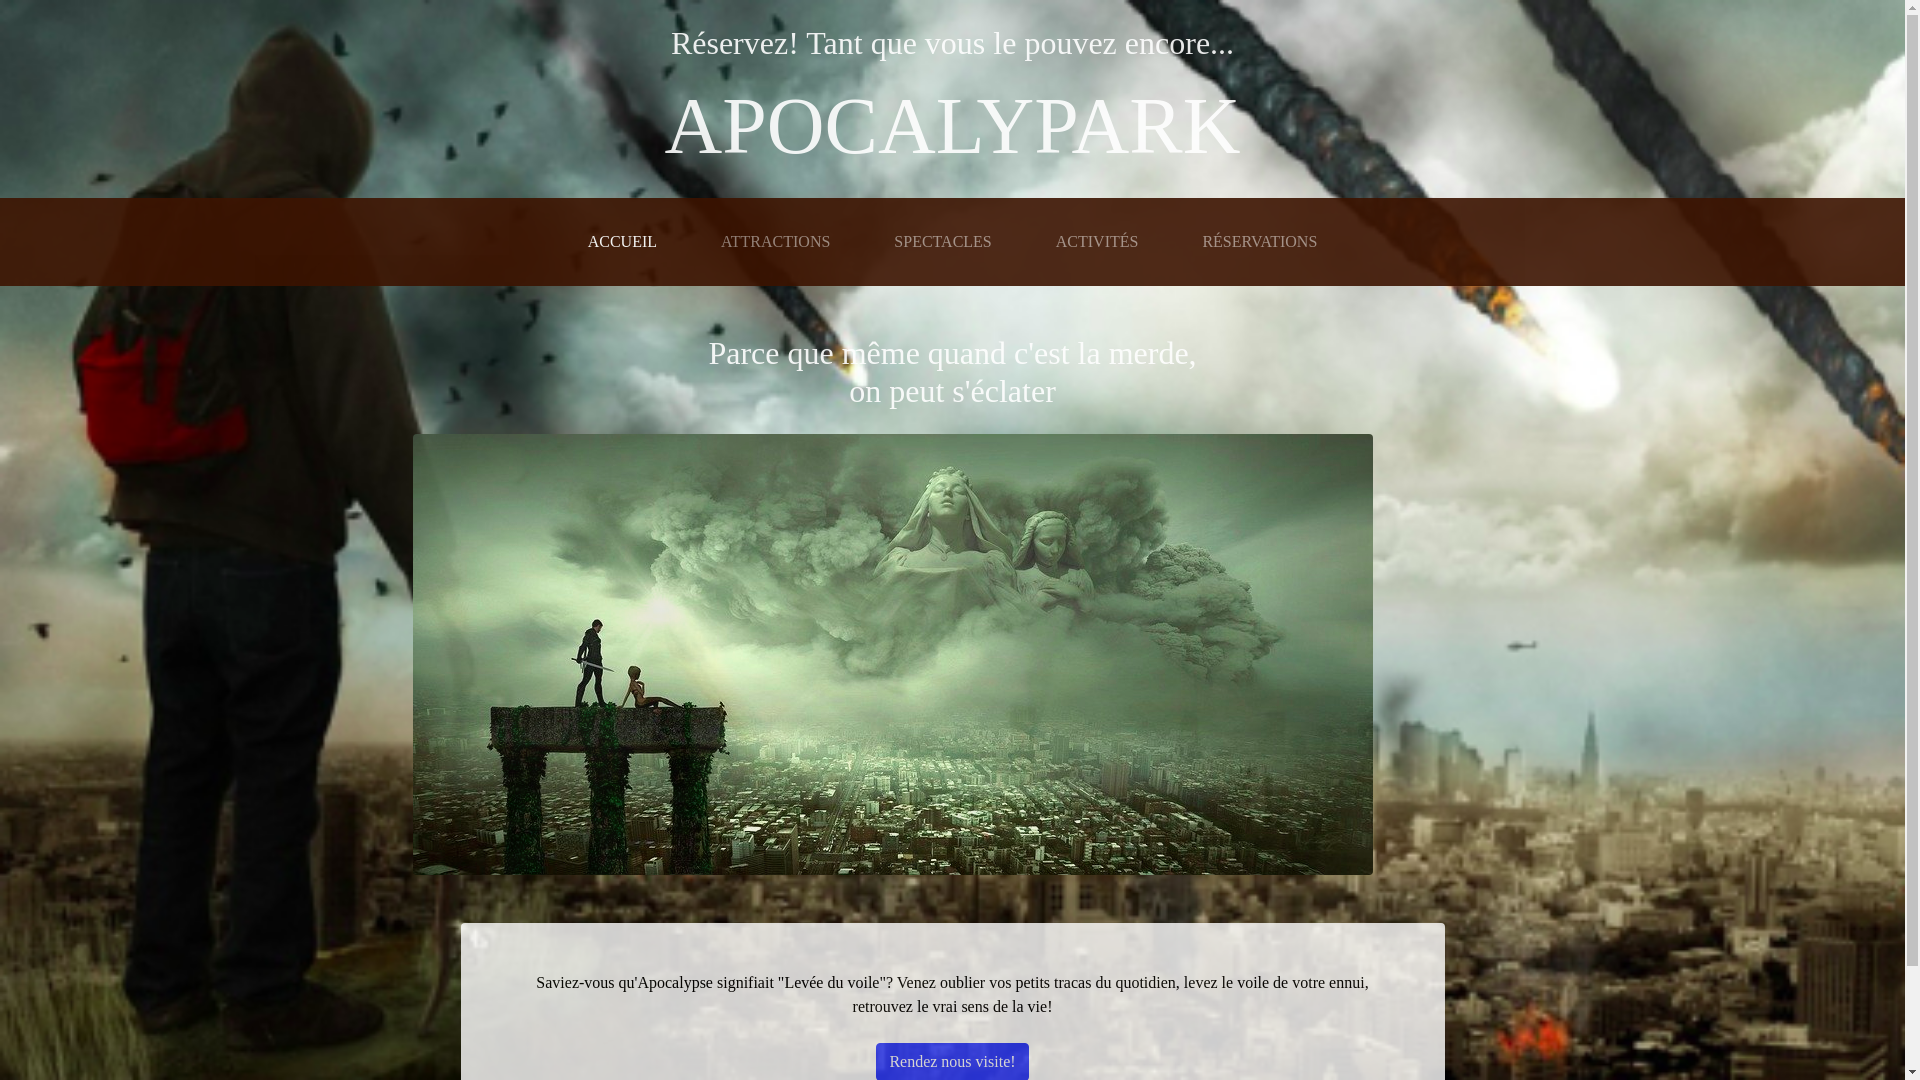 Réservez! Tant que vous le pouvez encore...
APOCALYPARK
ACCUEIL ATTRACTIONS SPECTACLES ACTIVITÉS RÉSERVATIONS
Parce que même quand c'est la merde,
on peut s'éclater
Saviez-vous qu'Apocalypse signifiait "Levée du voile"? Venez oublier vos petits tracas du quotidien, levez le voile de votre ennui,
retrouvez le vrai sens de la vie!
Rendez nous visite!